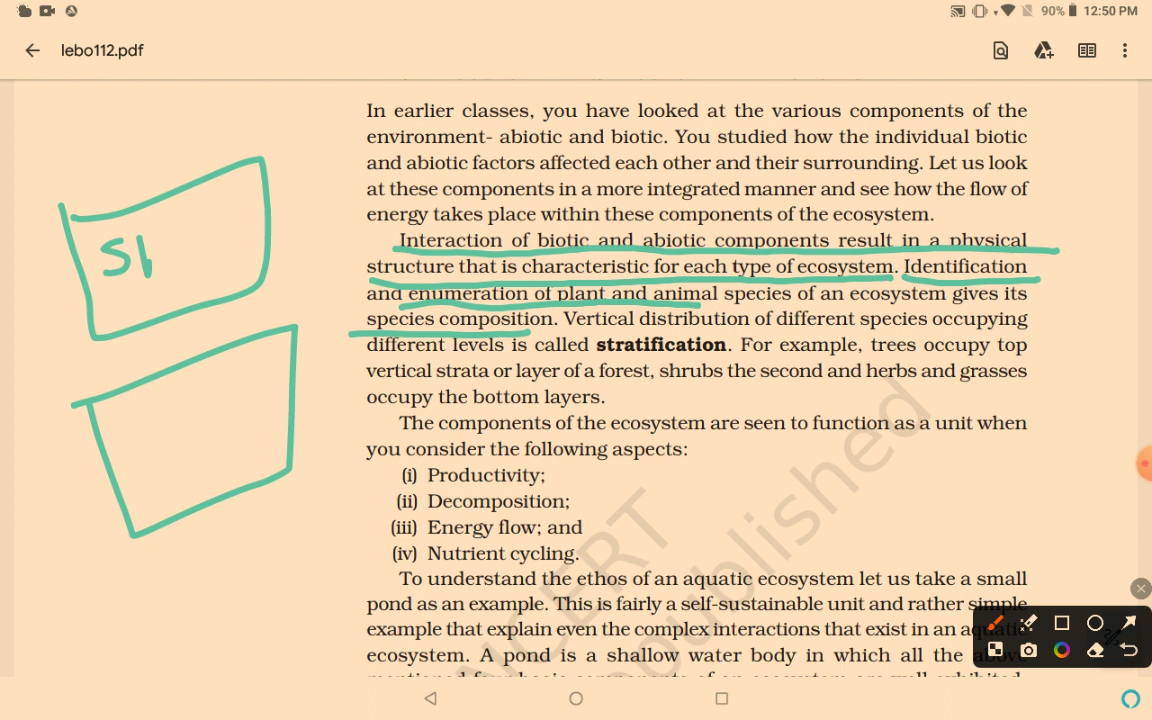 90% 12:50 PM
lebo112.pdf
In earlier classes, you have looked at the various components of the
environment- abiotic and biotic. You studied how the individual biotic
and abiotic factors affected each other and their surrounding. Let us look
at these components in a more integrated manner and see how the flow of
energy takes place within these components of the ecosystem.
Interaction of biotic and abiotic components result in a physical
structure that is characteristic for each type of ecosystem. Identification
and enumeration of plant and animal species of an ecosystem gives its
species composition. Vertical distribution of different species occupying
different levels is called stratification. For example, trees occupy top
vertical strata or layer of a forest, shrubs the second and herbs and grasses
occupy the bottom layers.
The components of the ecosystem are seen to function as a unit when
you consider the following aspects:
(i) Productivity;
(ii) Decomposition;
(iii) Energy flow; and
(iv) Nutrient cycling.
To understand the ethos of an aquatic ecosystem let us take a small
pond as an example. This is fairly a self-sustainable unit and rather simple
example that explain even the complex interactions that exist in an aquatic
ecosystem. A pond is a shallow water body in which all the above
S1
NCERT
published